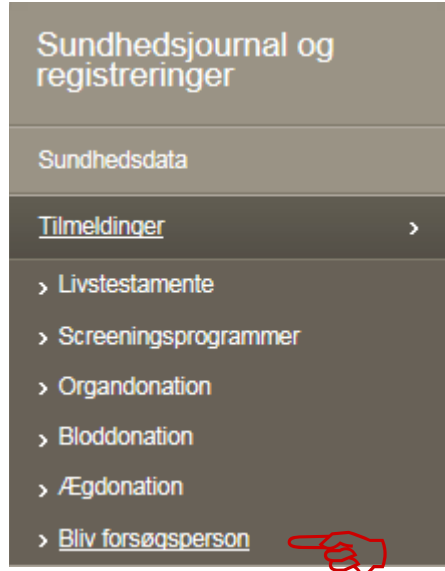 Sundhedsjournal og
registreringer
Sundhedsdata
Tilmeldinger
Livstestamente
Screeningsprogrammer
Organdonation
Bloddonation
Ægdonation
Bliv forsøgsperson